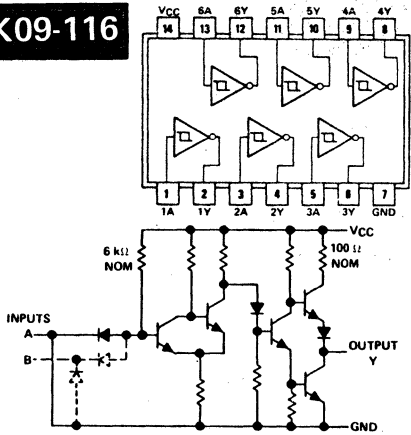 K09-116
VCC 6A 6Y 5A 5Y 4A 4Y
14 13 12 11 10 9 8
1 2 3 4 5 6 7
1A 1Y 2A 2Y 3A 3Y GND
VCC
6 kΩ
NOM
100 Ω
NOM
INPUTS
A
B
OUTPUT
Y
GND